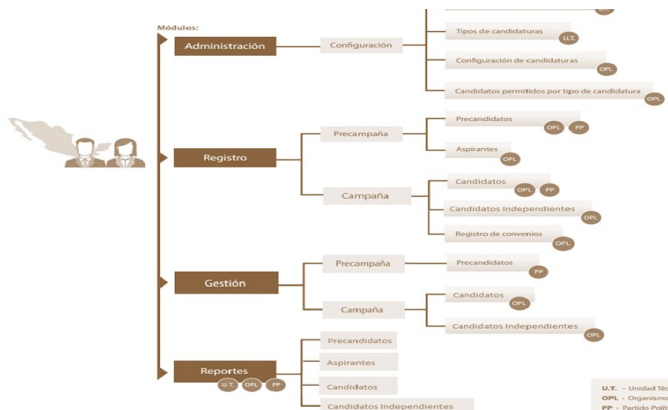 Módulos:
Administración
Configuración
Tipos de candidaturas
U.T.
Configuración de candidaturas
OPL
Candidatos permitidos por tipo de candidatura
OPL
Registro
Precampaña
Precandidatos
OPL PP
Aspirantes
OPL
Campaña
Candidatos
OPL PP
Candidatos Independientes
OPL
Registro de convenios
OPL
Gestión
Precampaña
Precandidatos
PP
Campaña
Candidatos
OPL
Candidatos Independientes
OPL
Reportes
U.T. OPL PP
Precandidatos
Aspirantes
Candidatos
Candidatos Independientes
U.T. - Unidad
OPL - Organismo
PP - Partido